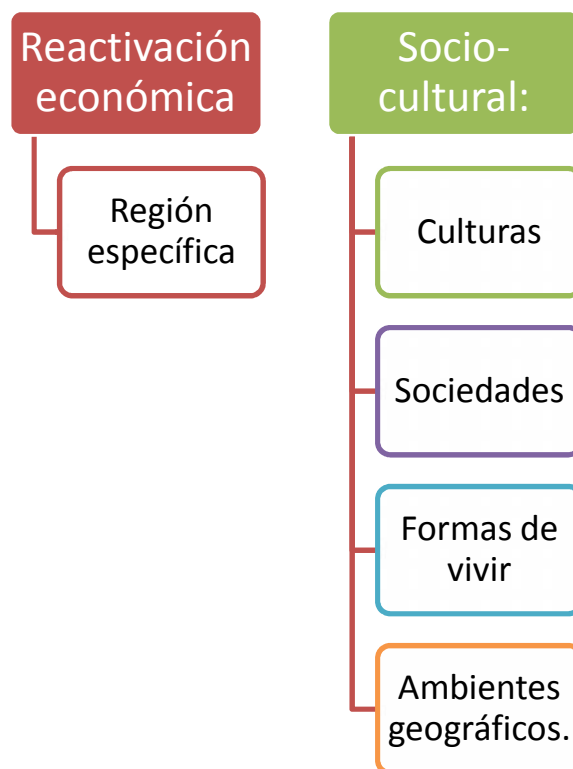 Reactivación
económica
Región
específica
Socio-
cultural:
Culturas
Sociedades
Formas de
vivir
Ambientes
geográficos.